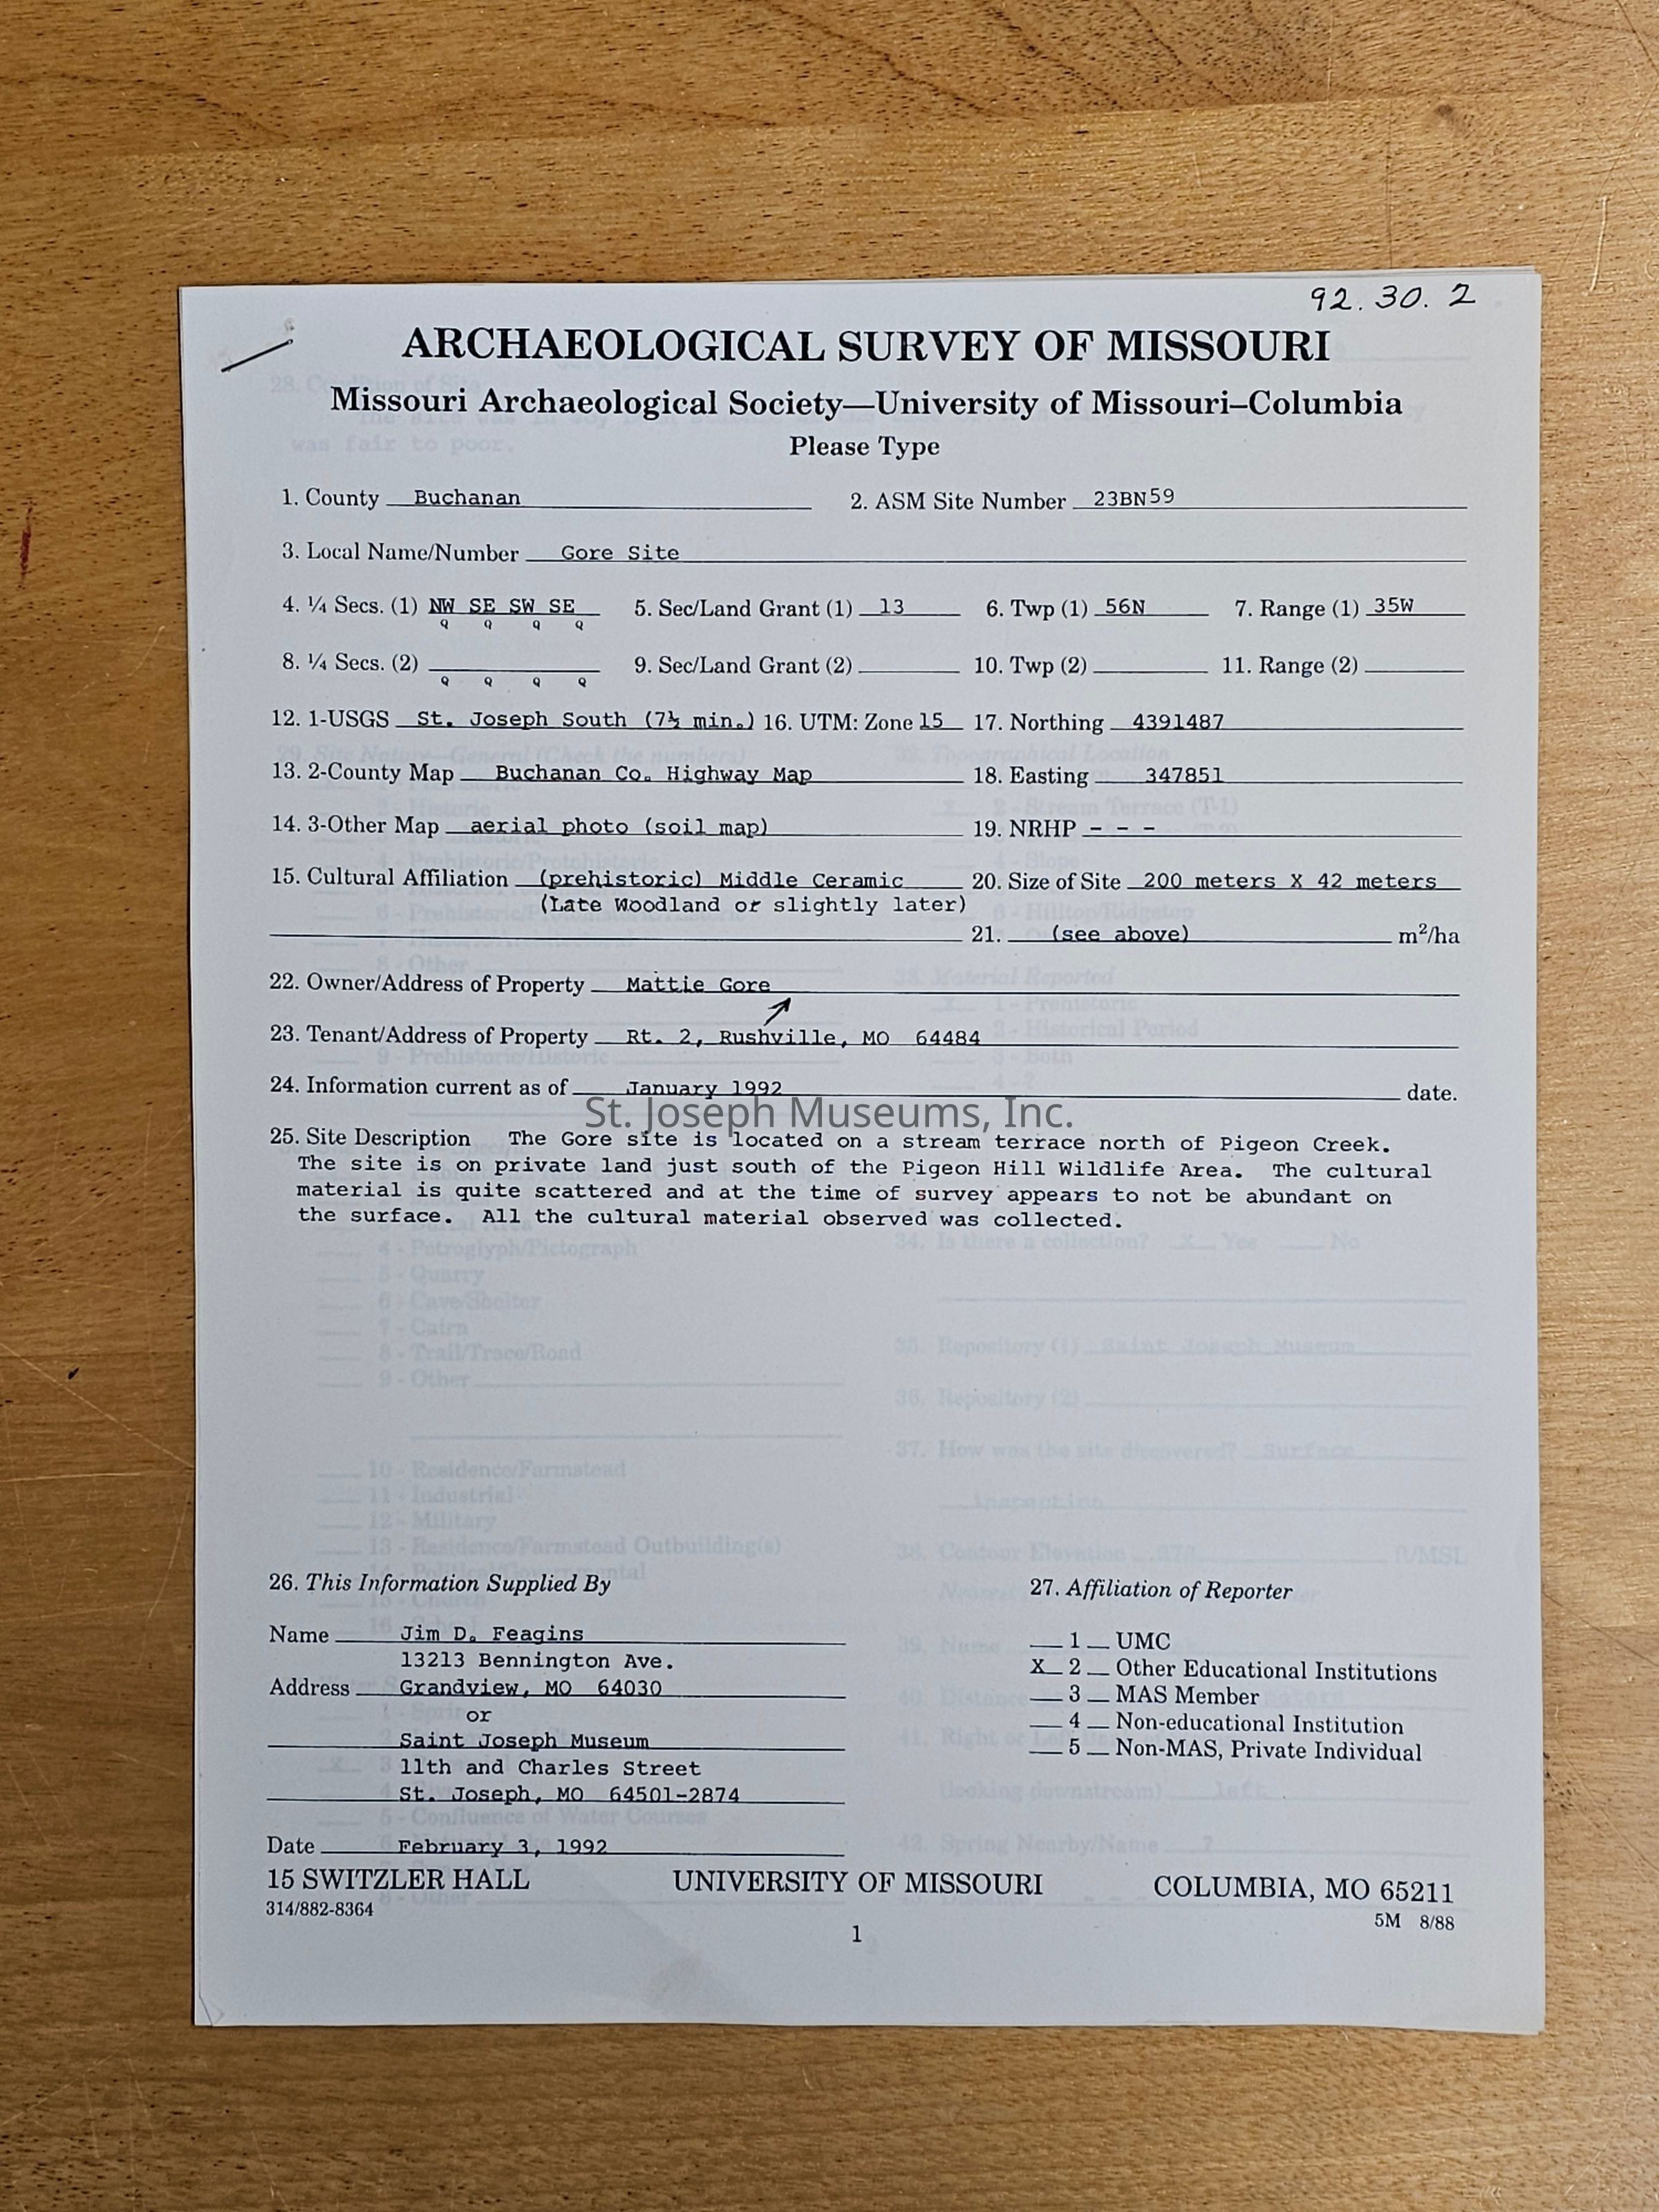 92.30.2
ARCHAEOLOGICAL SURVEY OF MISSOURI
Missouri Archaeological Society—University of Missouri–Columbia
Please Type
1. County Buchanan 2. ASM Site Number 23BN59
3. Local Name/Number Gore Site
4. ¼ Secs. (1) NW SE SW SE 5. Sec/Land Grant (1) 13 6. Twp (1) 56N 7. Range (1) 35W
Q Q Q Q
8. ¼ Secs. (2) 9. Sec/Land Grant (2) 10. Twp (2) 11. Range (2)
Q Q Q Q
12. 1-USGS St. Joseph South (7½ min.) 16. UTM: Zone 15 17. Northing 4391487
13. 2-County Map Buchanan Co. Highway Map 18. Easting 347851
14. 3-Other Map aerial photo (soil map) 19. NRHP - - -
15. Cultural Affiliation (prehistoric) Middle Ceramic 20. Size of Site 200 meters X 42 meters
(Late Woodland or slightly later)
21. (see above) m²/ha
22. Owner/Address of Property Mattie Gore
23. Tenant/Address of Property Rt. 2, Rushville, MO 64484
24. Information current as of January 1992 date.
St. Joseph Museums, Inc.
25. Site Description The Gore site is located on a stream terrace north of Pigeon Creek.
The site is on private land just south of the Pigeon Hill Wildlife Area. The cultural
material is quite scattered and at the time of survey appears to not be abundant on
the surface. All the cultural material observed was collected.
26. This Information Supplied By 27. Affiliation of Reporter
Name Jim D. Feagins
13213 Bennington Ave.
Address Grandview, MO 64030
or
Saint Joseph Museum
11th and Charles Street
St. Joseph, MO 64501-2874
Date February 3, 1992
1 UMC
X 2 Other Educational Institutions
3 MAS Member
4 Non-educational Institution
5 Non-MAS, Private Individual
15 SWITZLER HALL UNIVERSITY OF MISSOURI COLUMBIA, MO 65211
314/882-8364 5M 8/88
1